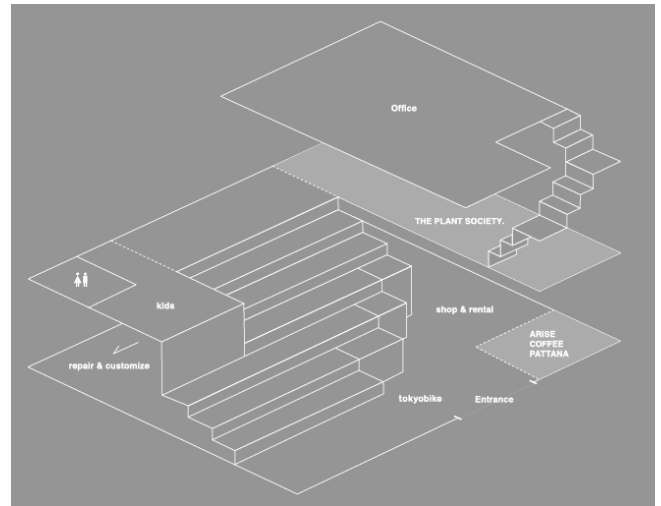 Office
THE PLANT SOCIETY.
kids
shop & rental
ARISE
COFFEE
PATTANA
repair & customize
tokyobike
Entrance